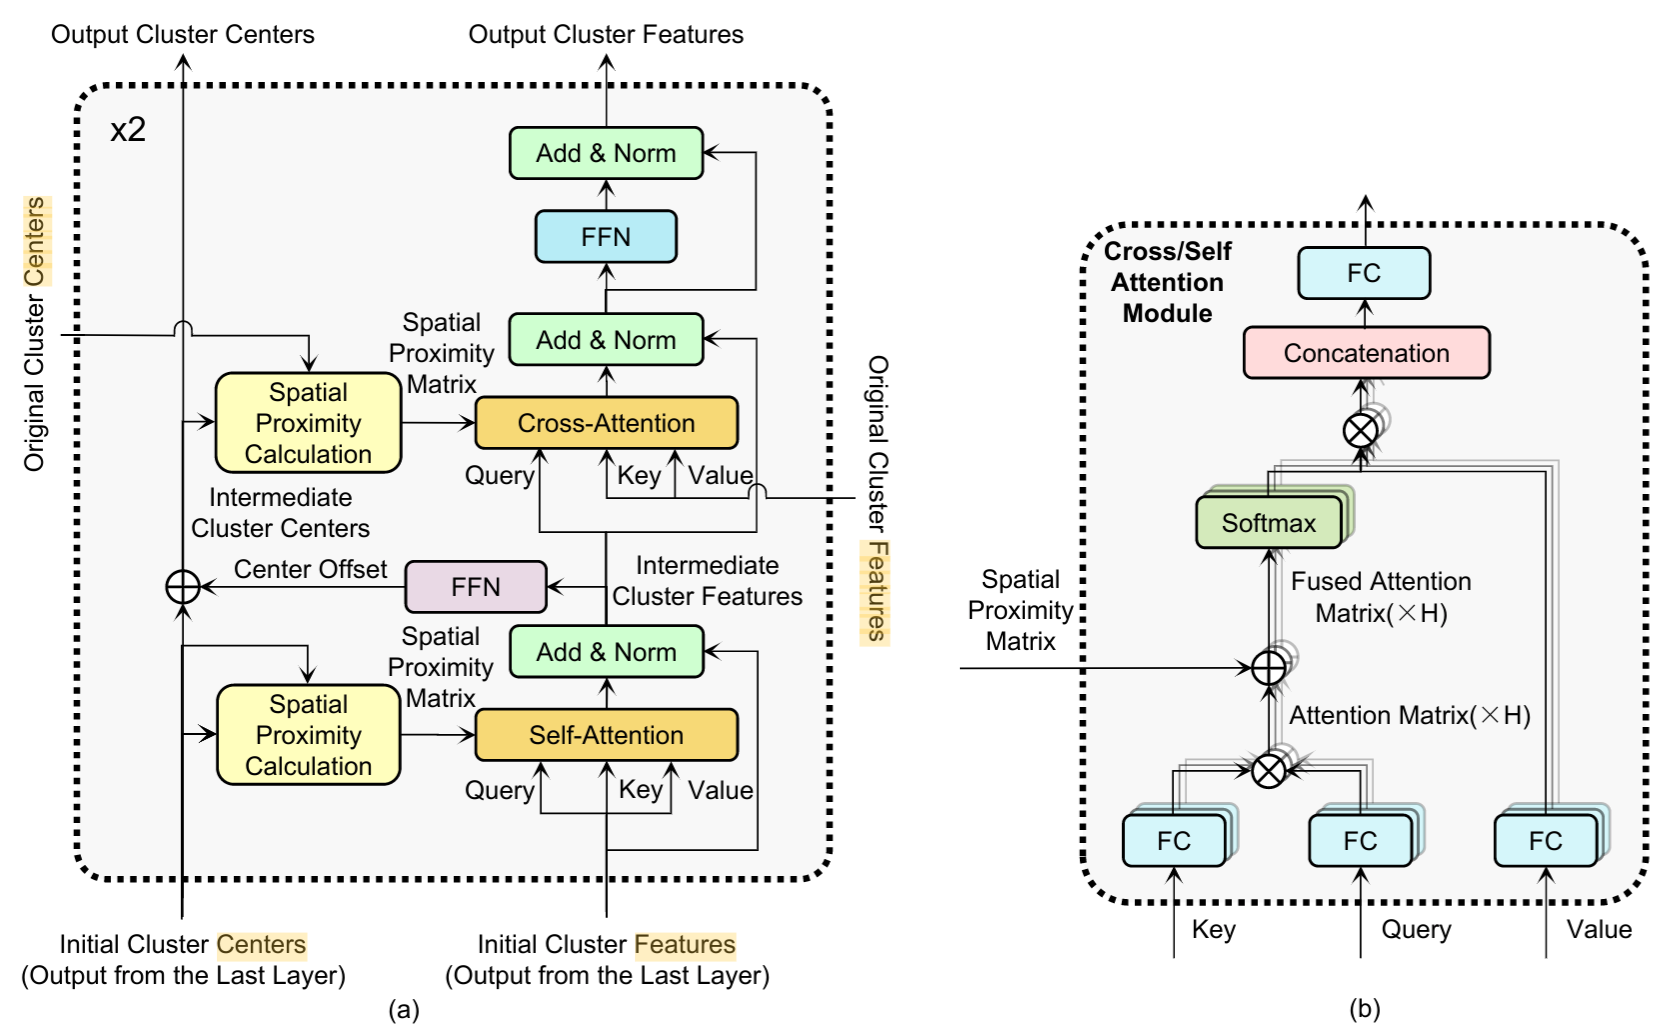 Output Cluster Centers
Output Cluster Features
x2
Add & Norm
FFN
Original Cluster Centers
Spatial
Proximity
Matrix
Add & Norm
Spatial
Proximity
Calculation
Cross-Attention
Query
Key
Value
Original Cluster Features
Intermediate
Cluster Centers
Center Offset
FFN
Intermediate
Cluster Features
Spatial
Proximity
Matrix
Add & Norm
Spatial
Proximity
Calculation
Self-Attention
Query
Key
Value
Initial Cluster Centers
(Output from the Last Layer)
Initial Cluster Features
(Output from the Last Layer)
(a)
Cross/Self
Attention
Module
FC
Concatenation
Softmax
Fused Attention
Matrix(×H)
Spatial
Proximity
Matrix
Attention Matrix(×H)
FC
FC
FC
Key
Query
Value
(b)